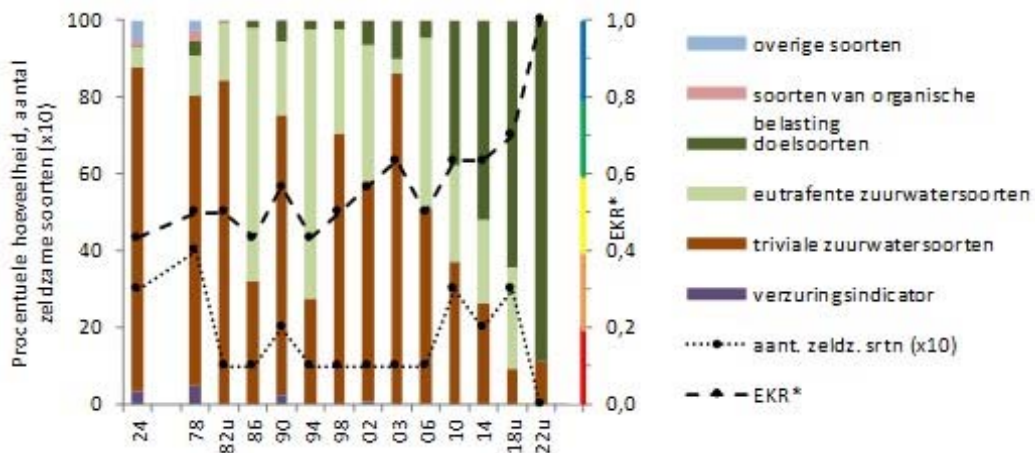 Procentuele hoeveelheid, aantal
zeldzame soorten (x10)
100
80
60
40
20
0
24
78
82u
86
90
94
98
02
03
06
10
14
18u
22u
1,0
0,8
0,6
0,4
0,2
0,0
EKR*
overige soorten
soorten van organische
belasting
doelsoorten
eutrafente zuurwatersoorten
triviale zuurwatersoorten
verzuringsindicator
aant. zeldz. srtn (x10)
EKR*